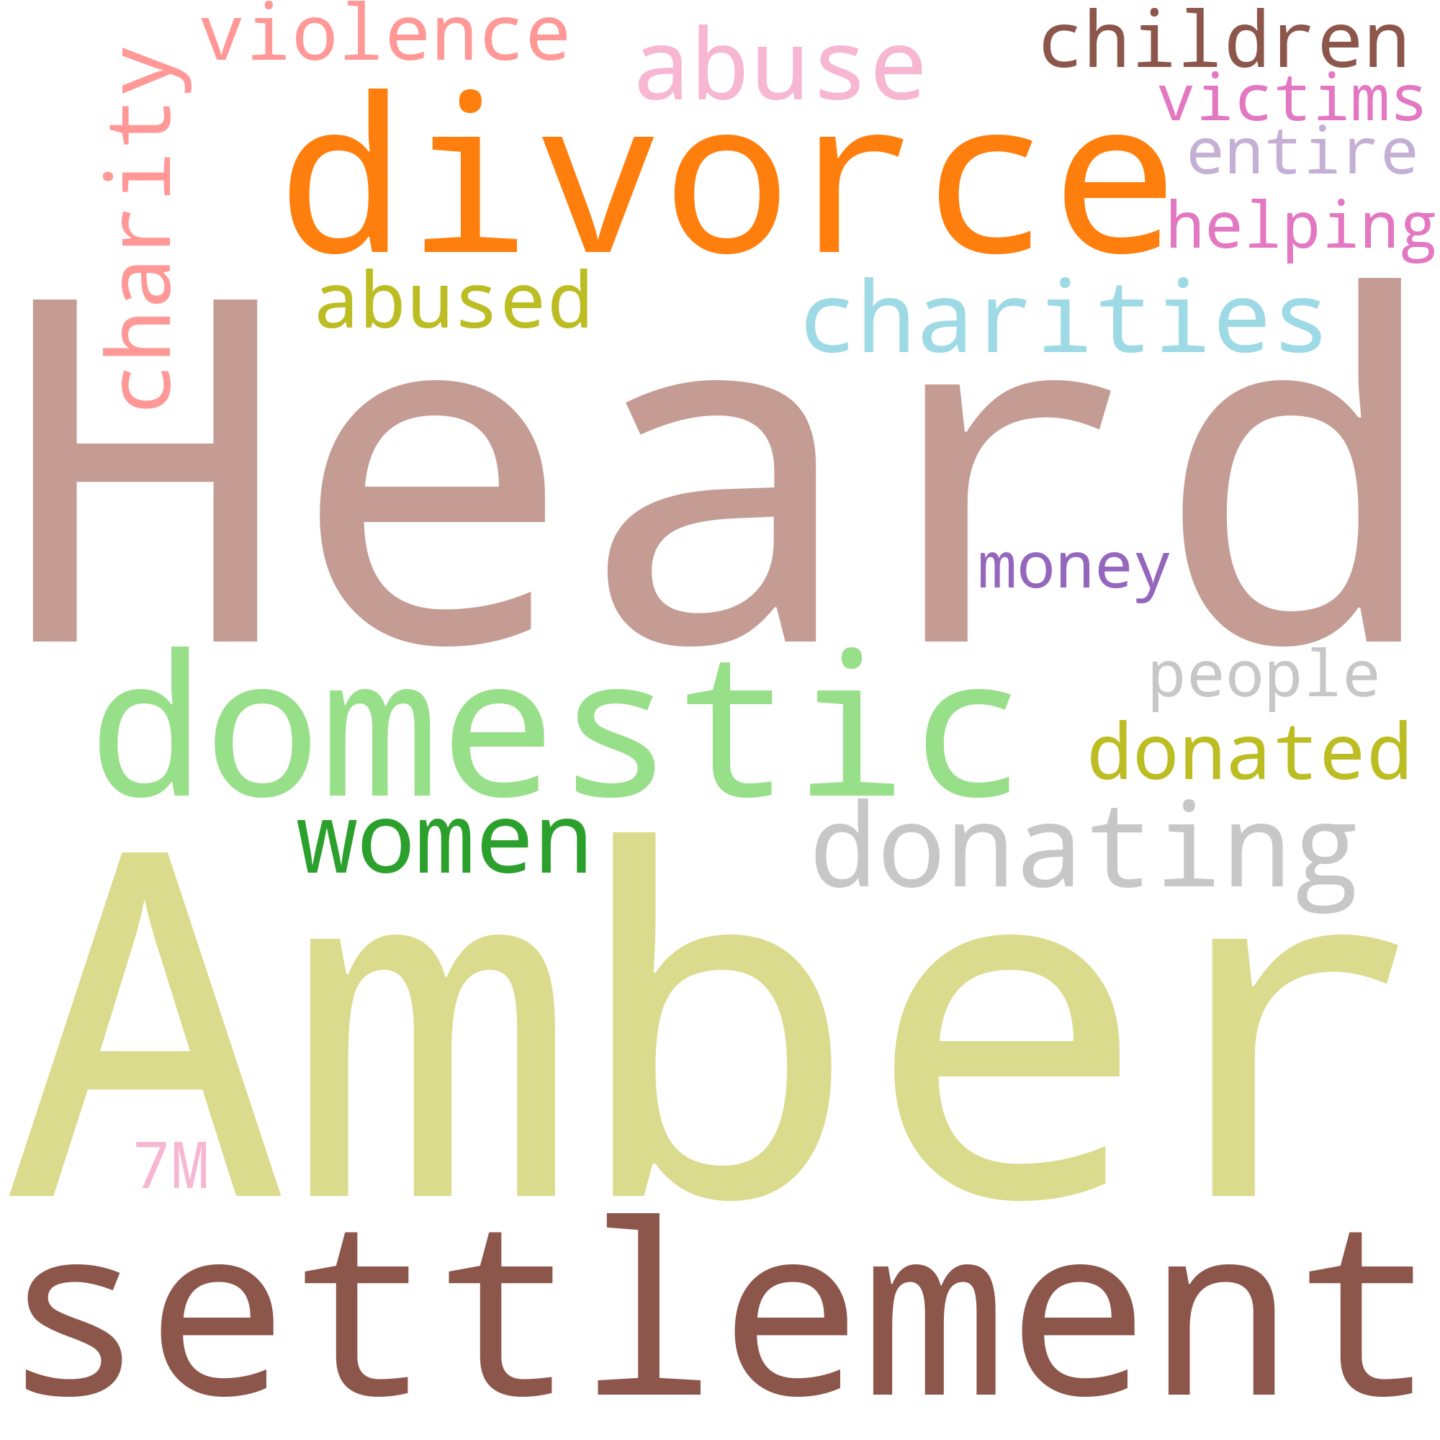 violence
children
abuse
charity
victims
divorce
entire
helping
abused
charities
Heard
money
domestic
people
donated
women
donating
Amber
7M
settlement